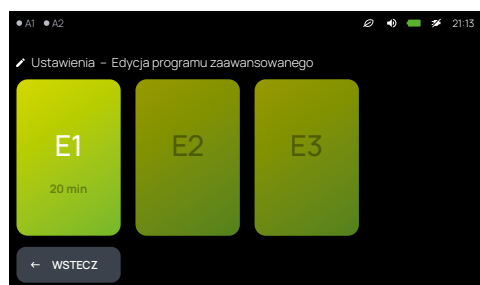 A1 A2 21:13
Ustawienia – Edycja programu zaawansowanego
E1 E2 E3
20 min
← WSTECZ